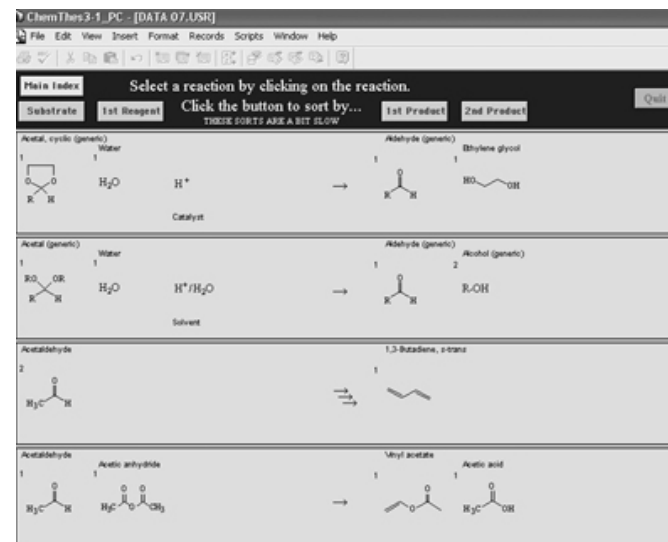 ChemThes3-1_PC - [DATA 07.USR]
File Edit View Insert Format Records Scripts Window Help
Main Index
Select a reaction by clicking on the reaction.
Quit
Substrate
1st Reagent
Click the button to sort by...
1st Product
2nd Product
THESE SORTS ARE A BIT SLOW
Acetal, cyclic (generic)
Water
Aldehyde (generic)
Ethylene glycol
1
1
1
1
O O
R H
H₂O
H⁺
→
O
R H
HO
OH
Catalyst
Acetal (generic)
Water
Aldehyde (generic)
Alcohol (generic)
1
1
1
2
RO OR
R H
H₂O
H⁺/H₂O
→
O
R H
R-OH
Solvent
Acetaldehyde
1,3-Butadiene, s-trans
2
1
O
H₃C H
Acetaldehyde
Acetic anhydride
Vinyl acetate
Acetic acid
1
1
1
1
O
H₃C H
O O
H₃C O CH₃
→
O
O
O
H₃C OH